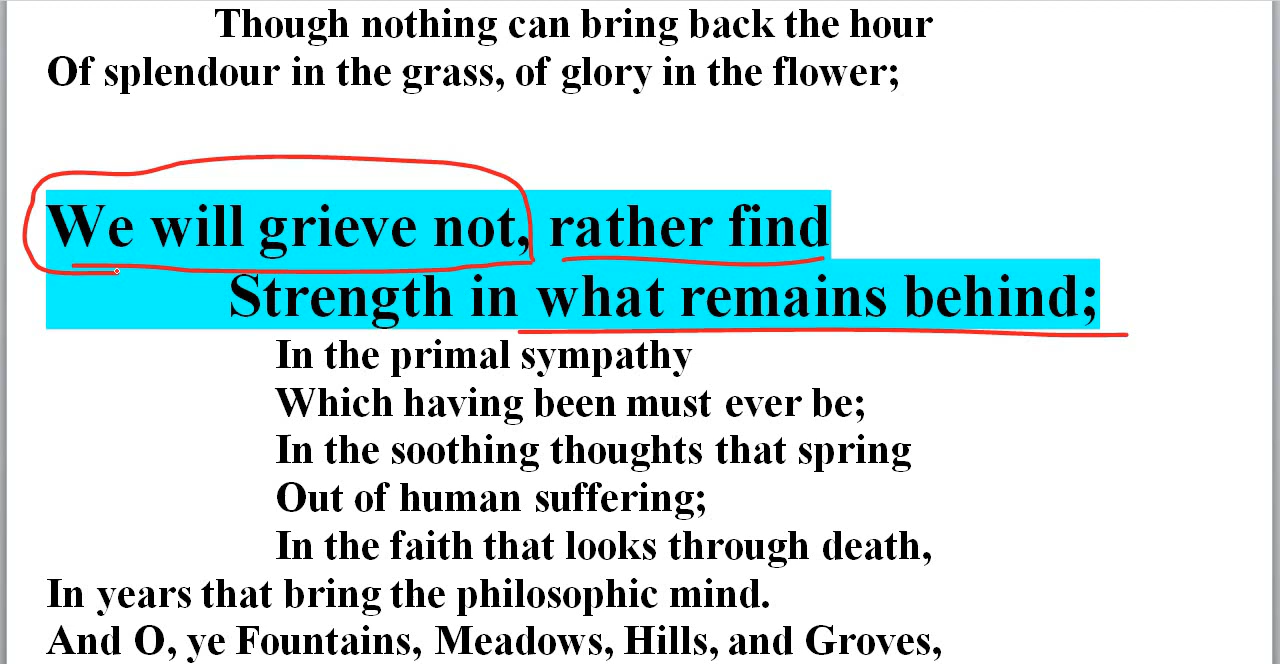 Though nothing can bring back the hour
Of splendour in the grass, of glory in the flower;
We will grieve not, rather find
Strength in what remains behind;
In the primal sympathy
Which having been must ever be;
In the soothing thoughts that spring
Out of human suffering;
In the faith that looks through death,
In years that bring the philosophic mind.
And O, ye Fountains, Meadows, Hills, and Groves,